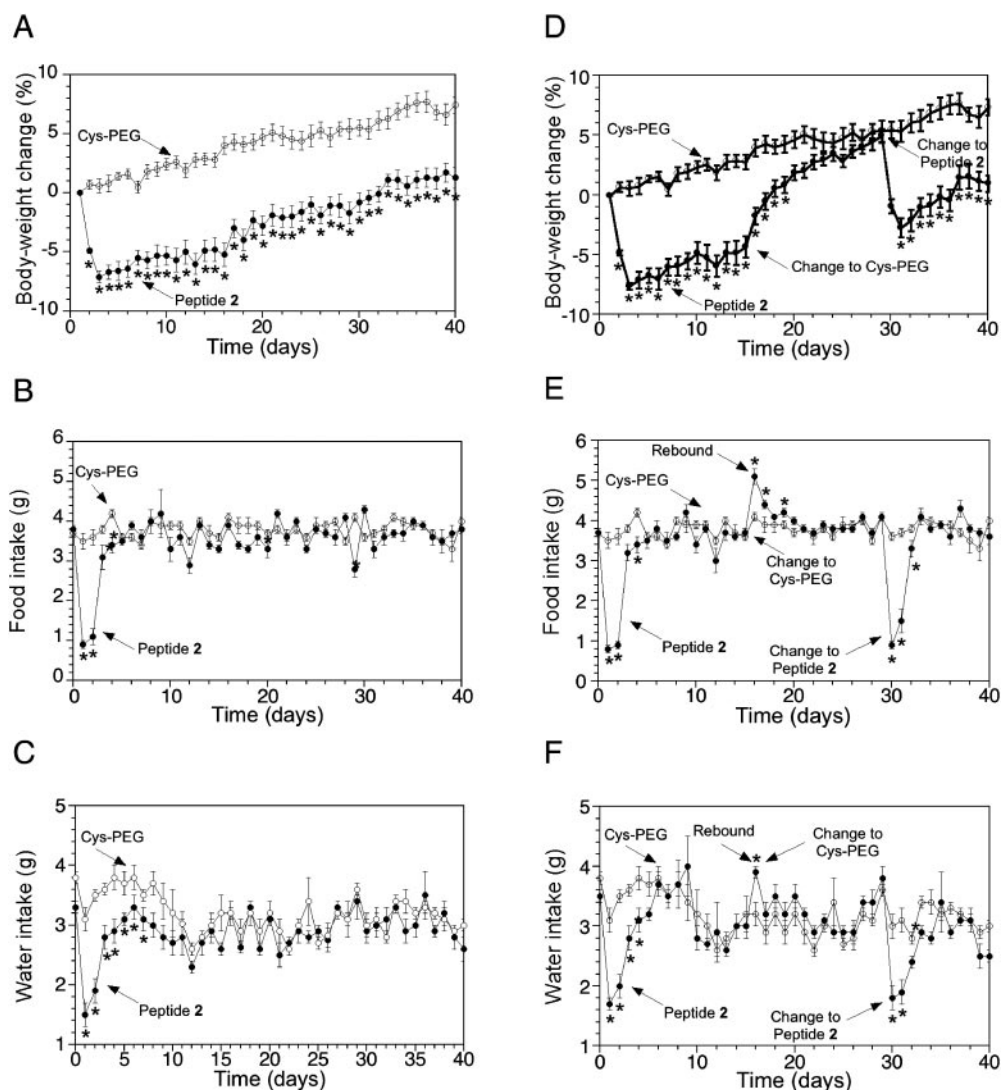 A
Body-weight change (%)
10
5
0
-5
-10
Cys-PEG
Peptide 2
0 10 20 30 40
Time (days)
B
Food intake (g)
6
5
4
3
2
1
0
Cys-PEG
Peptide 2
0 10 20 30 40
Time (days)
C
Water intake (g)
5
4
3
2
1
Cys-PEG
Peptide 2
0 5 10 15 20 25 30 35 40
Time (days)
D
Body-weight change (%)
10
5
0
-5
-10
Cys-PEG
Change to
Peptide 2
Change to Cys-PEG
Peptide 2
0 10 20 30 40
Time (days)
E
Food intake (g)
6
5
4
3
2
1
0
Rebound
Cys-PEG
Change to
Cys-PEG
Peptide 2
Change to
Peptide 2
0 10 20 30 40
Time (days)
F
Water intake (g)
5
4
3
2
1
Cys-PEG
Rebound
Change to
Cys-PEG
Peptide 2
Change to
Peptide 2
0 10 20 30 40
Time (days)